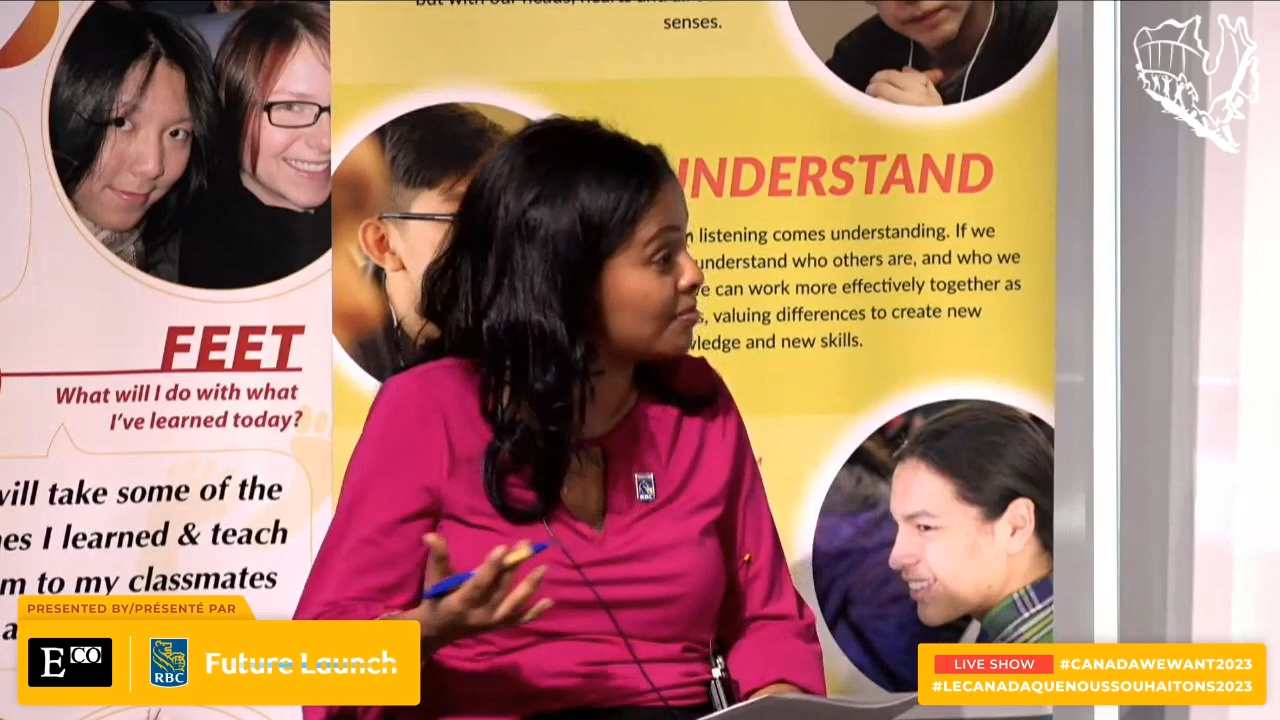 senses.
UNDERSTAND
listening comes understanding. If we
understand who others are, and who we
can work more effectively together as
valuing differences to create new
and new skills.
FEET
What will I do with what
I've learned today?
will take some of the
I learned & teach
to my classmates
PRESENTED BY/PRÉSENTÉ PAR
ECO
RBC
Future Launch
RBC
LIVE SHOW #CANADAWEWANT2023
#LECANADAQUENOUSSOUHAITONS2023